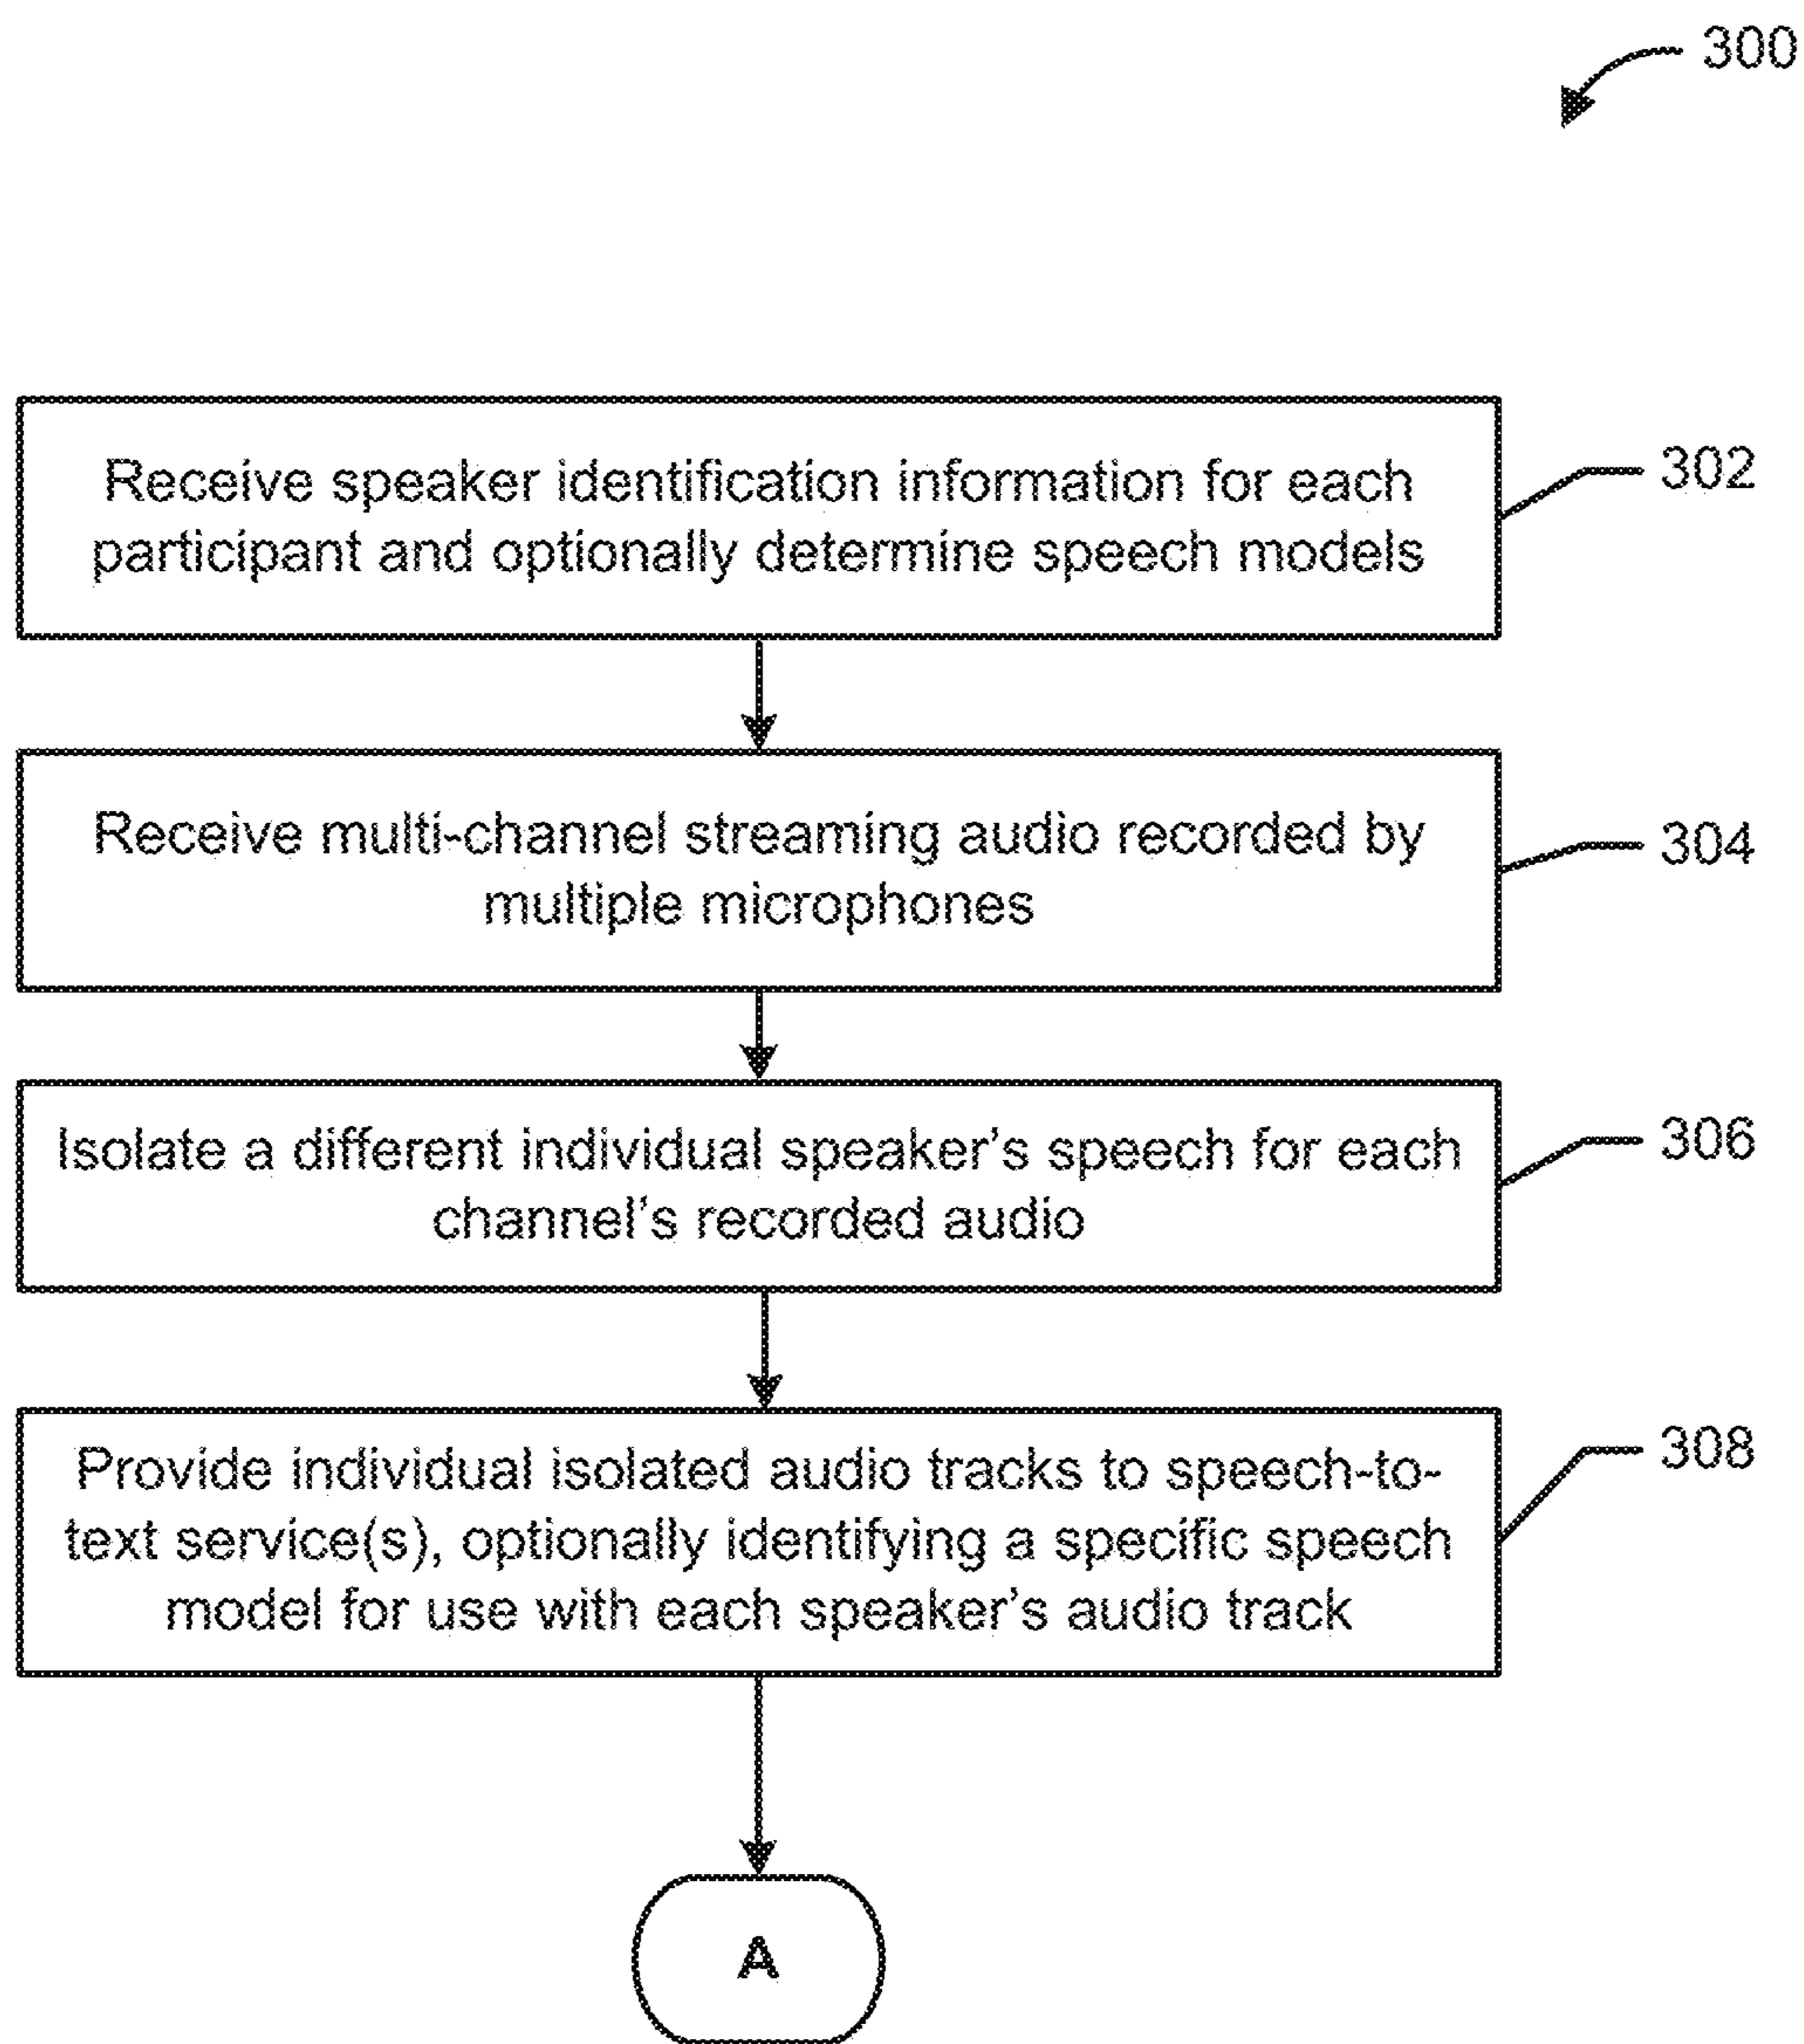 300
Receive speaker identification information for each
participant and optionally determine speech models
302
Receive multi-channel streaming audio recorded by
multiple microphones
304
Isolate a different individual speaker's speech for each
channel's recorded audio
306
Provide individual isolated audio tracks to speech-to-
text service(s), optionally identifying a specific speech
model for use with each speaker's audio track
308
A